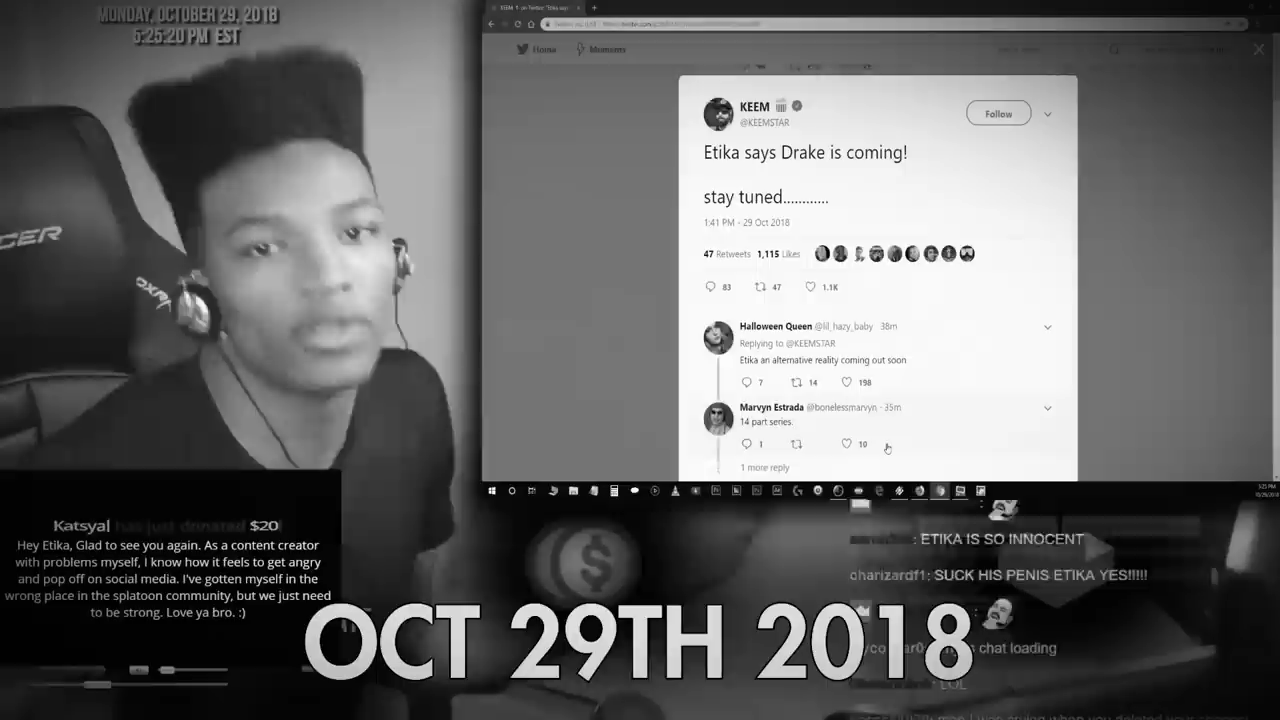 MONDAY, OCTOBER 29, 2018
5:25:20 PM EST
Home
Moments
KEEM
@KEEMSTAR
Follow
Etika says Drake is coming!
stay tuned............
1:41 PM - 29 Oct 2018
47 Retweets 1,115 Likes
83 47 1.1K
Halloween Queen @lil_hazy_baby 38m
Replying to @KEEMSTAR
Etika an alternative reality coming out soon
7 14 198
Marvyn Estrada @bonelessmarvyn · 35m
14 part series.
1 10
1 more reply
CER
OXRA
Katsyal has just donated $20
Hey Etika, Glad to see you again. As a content creator
with problems myself, I know how it feels to get angry
and pop off on social media. I've gotten myself in the
wrong place in the splatoon community, but we just need
to be strong. Love ya bro. :)
$
: ETIKA IS SO INNOCENT
charizardf1: SUCK HIS PENIS ETIKA YES!!!!!
chat loading
LOL
OCT 29TH 2018